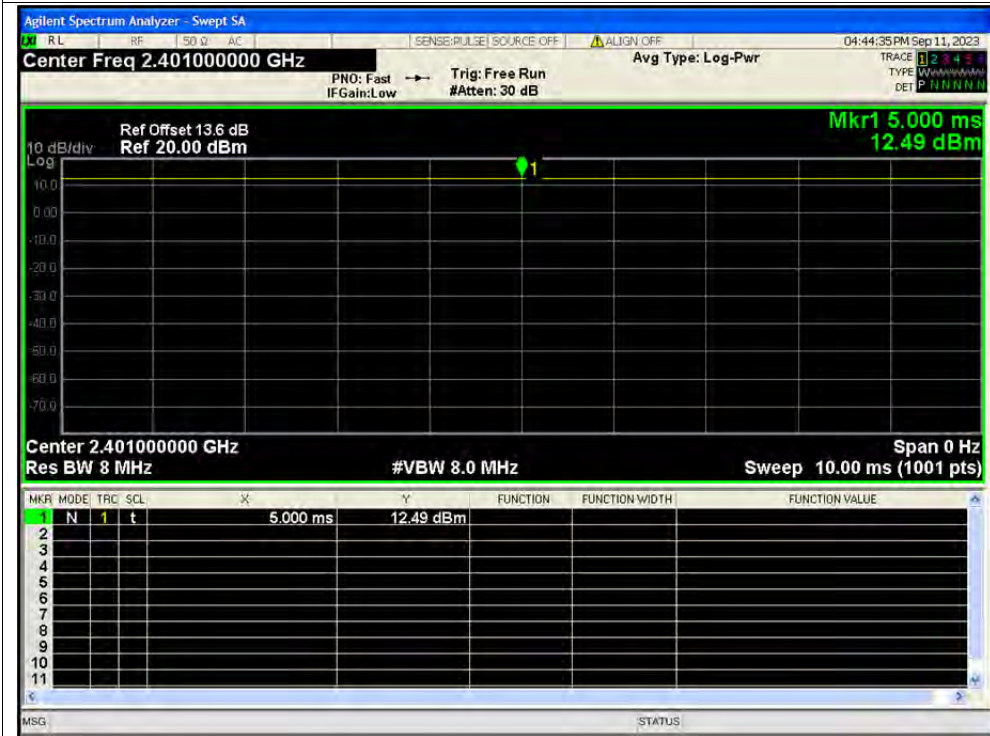 Agilent Spectrum Analyzer - Swept SA
RL RF 50 Ω AC SENSE:PULSE SOURCE OFF ALIGN OFF 04:44:35 PM Sep 11, 2023
Center Freq 2.401000000 GHz
Avg Type: Log-Pwr
TRACE 1 2 3 4 5 6
PNO: Fast Trig: Free Run
TYPE
IFGain:Low #Atten: 30 dB
DET P N N N N N
Mkr1 5.000 ms
12.49 dBm
Ref Offset 13.6 dB
10 dB/div Ref 20.00 dBm
Log
1
10.0
0.00
-10.0
-20.0
-30.0
-40.0
-50.0
-60.0
-70.0
Center 2.401000000 GHz Span 0 Hz
Res BW 8 MHz #VBW 8.0 MHz Sweep 10.00 ms (1001 pts)
MKR MODE TRC SCL X Y FUNCTION FUNCTION WIDTH FUNCTION VALUE
1 N 1 t 5.000 ms 12.49 dBm
2
3
4
5
6
7
8
9
10
11
MSG STATUS